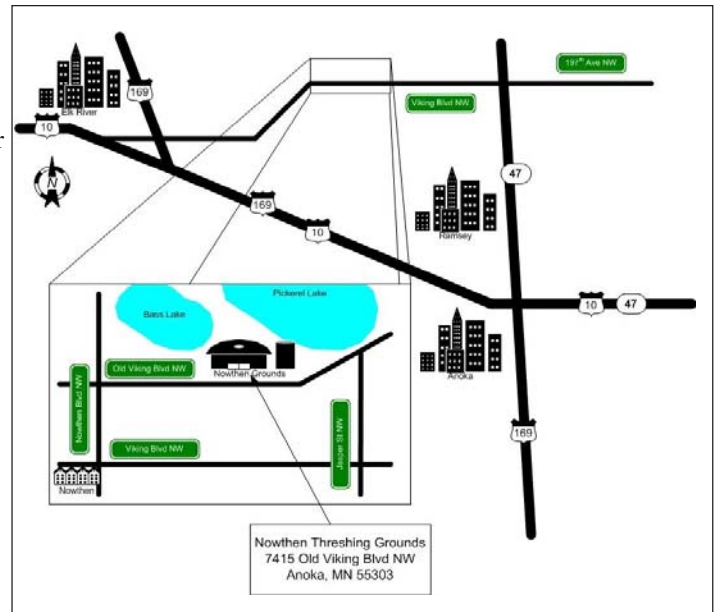 197th Ave NW
169
Elk River
10
r
Viking Blvd NW
N
47
169
Ramsey
10
Pickerel Lake
Bass Lake
10
47
Old Viking Blvd NW
Nowthen Grounds
Anoka
Nowthen Blvd NW
Jasper St NW
169
Viking Blvd NW
Nowthen
Nowthen Threshing Grounds
7415 Old Viking Blvd NW
Anoka, MN 55303